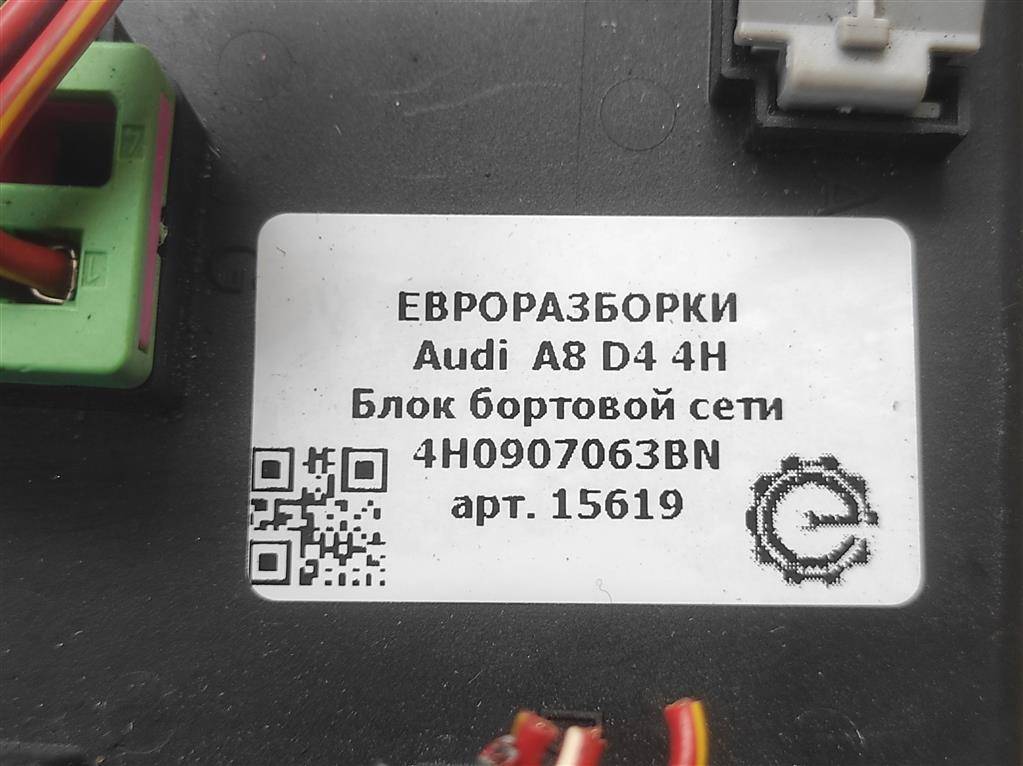 ЕВРОРАЗБОРКИ
Audi A8 D4 4H
Блок бортовой сети
4H0907063BN
арт. 15619